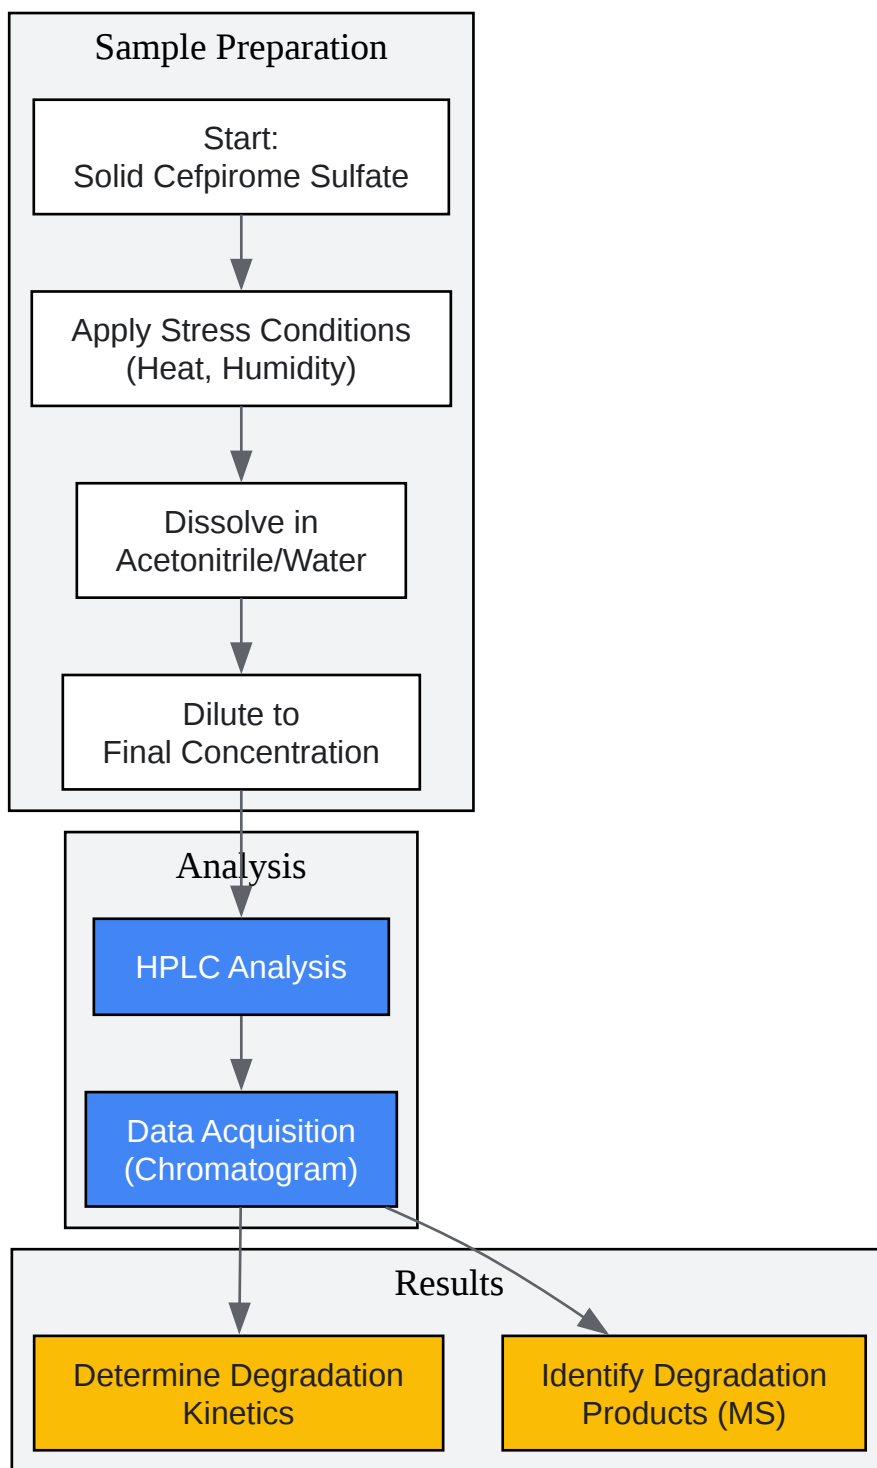 Sample Preparation
Start:
Solid Cefpirome Sulfate
Apply Stress Conditions
(Heat, Humidity)
Dissolve in
Acetonitrile/Water
Dilute to
Final Concentration
Analysis
HPLC Analysis
Data Acquisition
(Chromatogram)
Results
Determine Degradation
Kinetics
Identify Degradation
Products (MS)